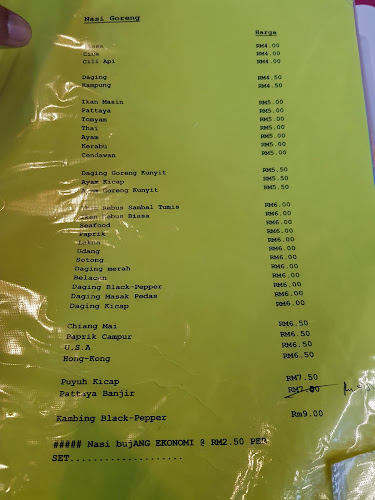 Nasi Goreng
Harga
Biasa RM4.00
Cina RM4.00
Cili Api RM4.00
Daging RM4.50
Kampung RM4.50
Ikan Masin RM5.00
Pattaya RM5.00
Tomyam RM5.00
Thai RM5.00
Ayam RM5.00
Kerabu RM5.00
Cendawan RM5.00
Daging Goreng Kunyit RM5.50
Ayam Kicap RM5.50
Goreng Kunyit RM5.50
Rebus Sambal Tumis RM6.00
Rebus Biasa RM6.00
Seafood RM6.00
Paprik RM6.00
RM6.00
Udang RM6.00
Sotong RM6.00
Daging merah RM6.00
Belacan RM6.00
Daging Black-Pepper RM6.00
Daging Masak Pedas RM6.00
Daging Kicap RM6.00
Chiang Mai RM6.50
Paprik Campur RM6.50
U.S.A RM6.50
Hong-Kong RM6.50
Puyuh Kicap RM7.50
Pattaya Banjir
Kambing Black-Pepper Rm9.00
##### Nasi bujANG EKONOMI @ RM2.50 PER
SET....................